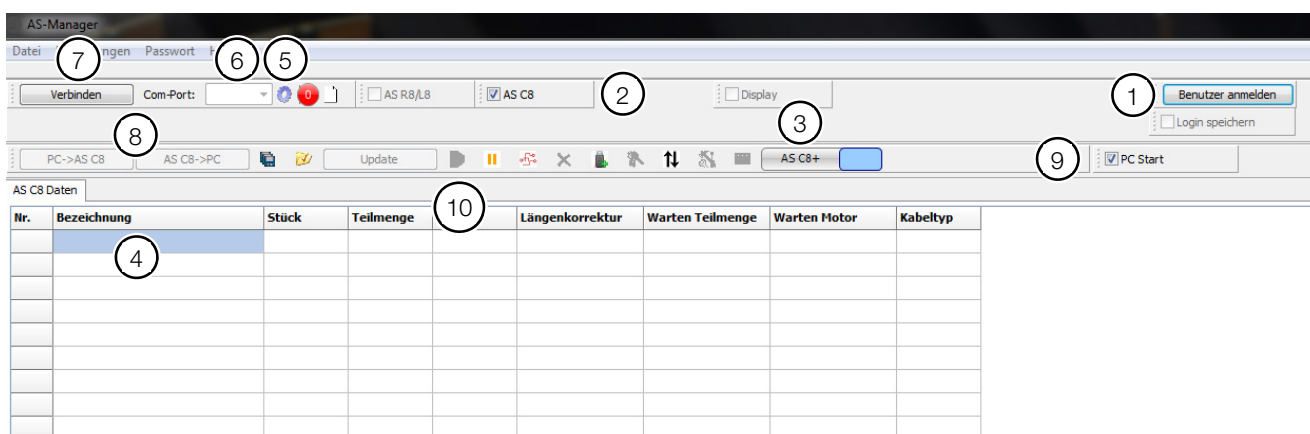 AS-Manager
Datei ngen Passwort
7 6 5
Verbinden Com-Port: 0 AS R8/L8 AS C8 2 Display 1 Benutzer anmelden
8 3 Login speichern
PC->AS C8 AS C8->PC Update AS C8+ 9 PC Start
AS C8 Daten
10
Nr. Bezeichnung Stück Teilmenge Längenkorrektur Warten Teilmenge Warten Motor Kabeltyp
4